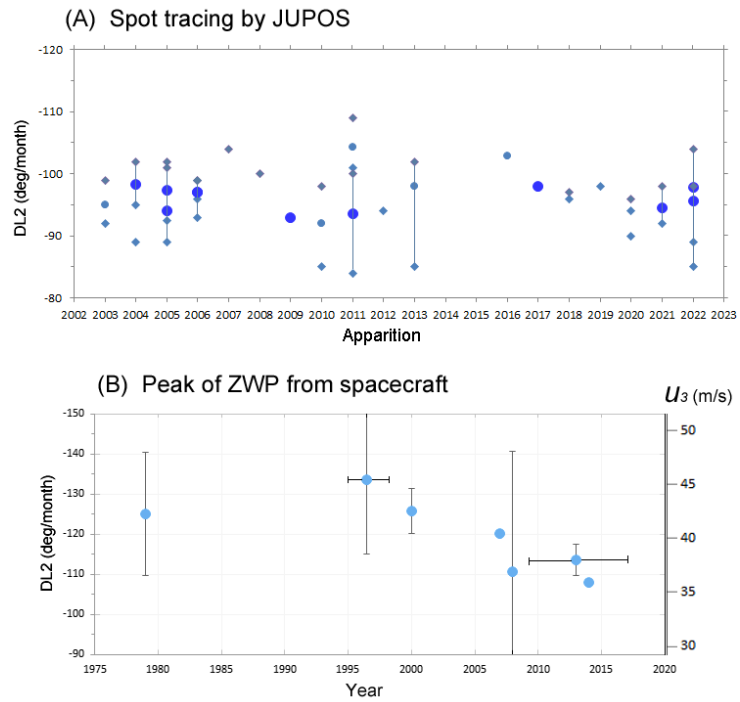 (A) Spot tracing by JUPOS
-120
-110
-100
-90
-80
DL2 (deg/month)
2002 2003 2004 2005 2006 2007 2008 2009 2010 2011 2012 2013 2014 2015 2016 2017 2018 2019 2020 2021 2022 2023
Apparition
(B) Peak of ZWP from spacecraft
u3 (m/s)
-150
-140
-130
-120
-110
-100
-90
DL2 (deg/month)
50
45
40
35
30
1975 1980 1985 1990 1995 2000 2005 2010 2015 2020
Year